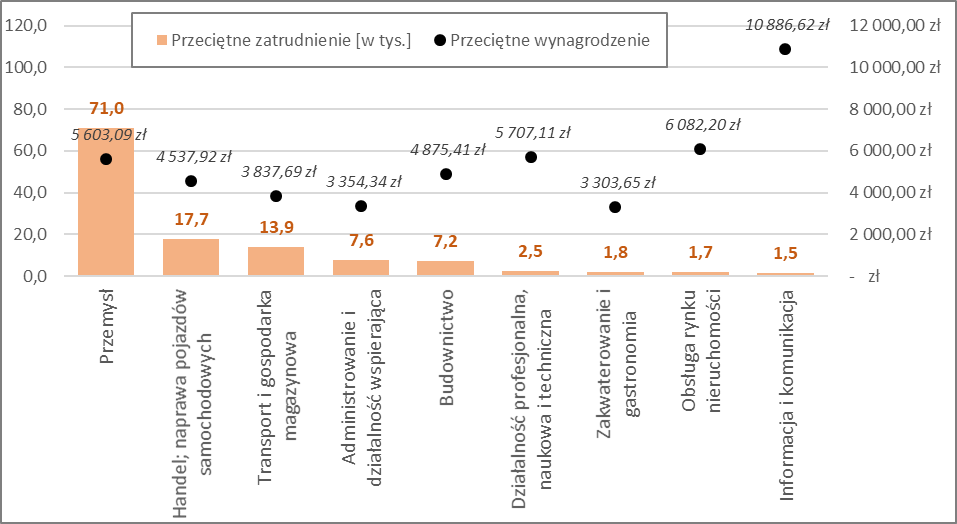 Przeciętne zatrudnienie [w tys.]
Przeciętne wynagrodzenie
120,0
100,0
80,0
60,0
40,0
20,0
0,0
12 000,00 zł
10 000,00 zł
8 000,00 zł
6 000,00 zł
4 000,00 zł
2 000,00 zł
- zł
71,0
17,7
13,9
7,6
7,2
2,5
1,8
1,7
1,5
5 603,09 zł
4 537,92 zł
3 837,69 zł
3 354,34 zł
4 875,41 zł
5 707,11 zł
3 303,65 zł
6 082,20 zł
10 886,62 zł
Przemysł
Handel; naprawa pojazdów
samochodowych
Transport i gospodarka
magazynowa
Administrowanie i
działalność wspierająca
Budownictwo
Działalność profesjonalna,
naukowa i techniczna
Zakwaterowanie i
gastronomia
Obsługa rynku
nieruchomości
Informacja i komunikacja